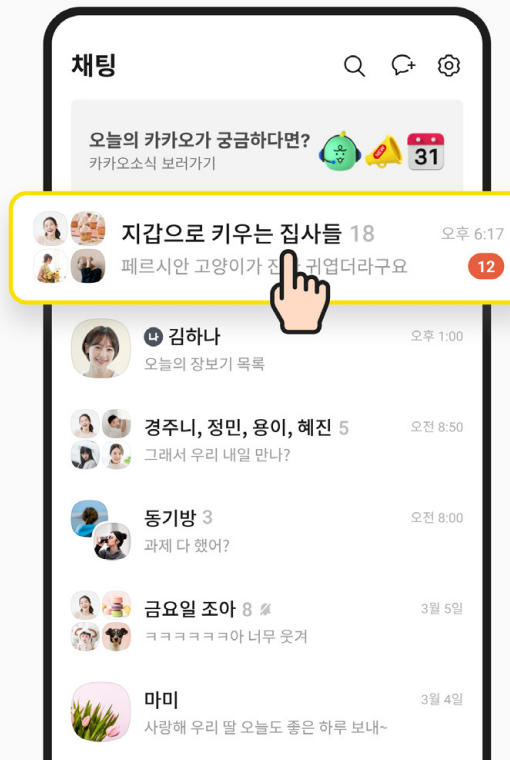 채팅
오늘의 카카오가 궁금하다면?
카카오소식 보러가기
31
지갑으로 키우는 집사들 18
오후 6:17
페르시안 고양이가 귀엽더라구요
12
나 김하나
오후 1:00
오늘의 장보기 목록
경주니, 정민, 용이, 혜진 5
오전 8:50
그래서 우리 내일 만나?
동기방 3
오전 8:00
과제 다 했어?
금요일 조아 8
3월 5일
ㅋㅋㅋㅋㅋㅋ아 너무 웃겨
마미
3월 4일
사랑해 우리 딸 오늘도 좋은 하루 보내~